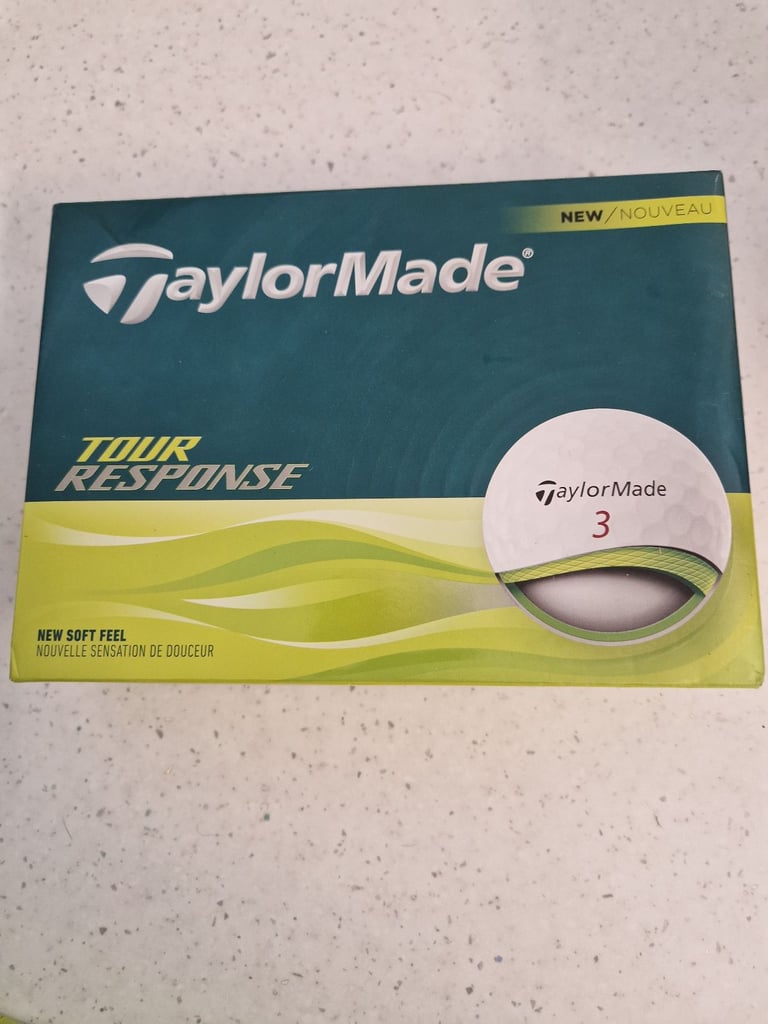 NEW/NOUVEAU
TaylorMade®
TOUR
RESPONSE
TaylorMade
3
NEW SOFT FEEL
NOUVELLE SENSATION DE DOUCEUR